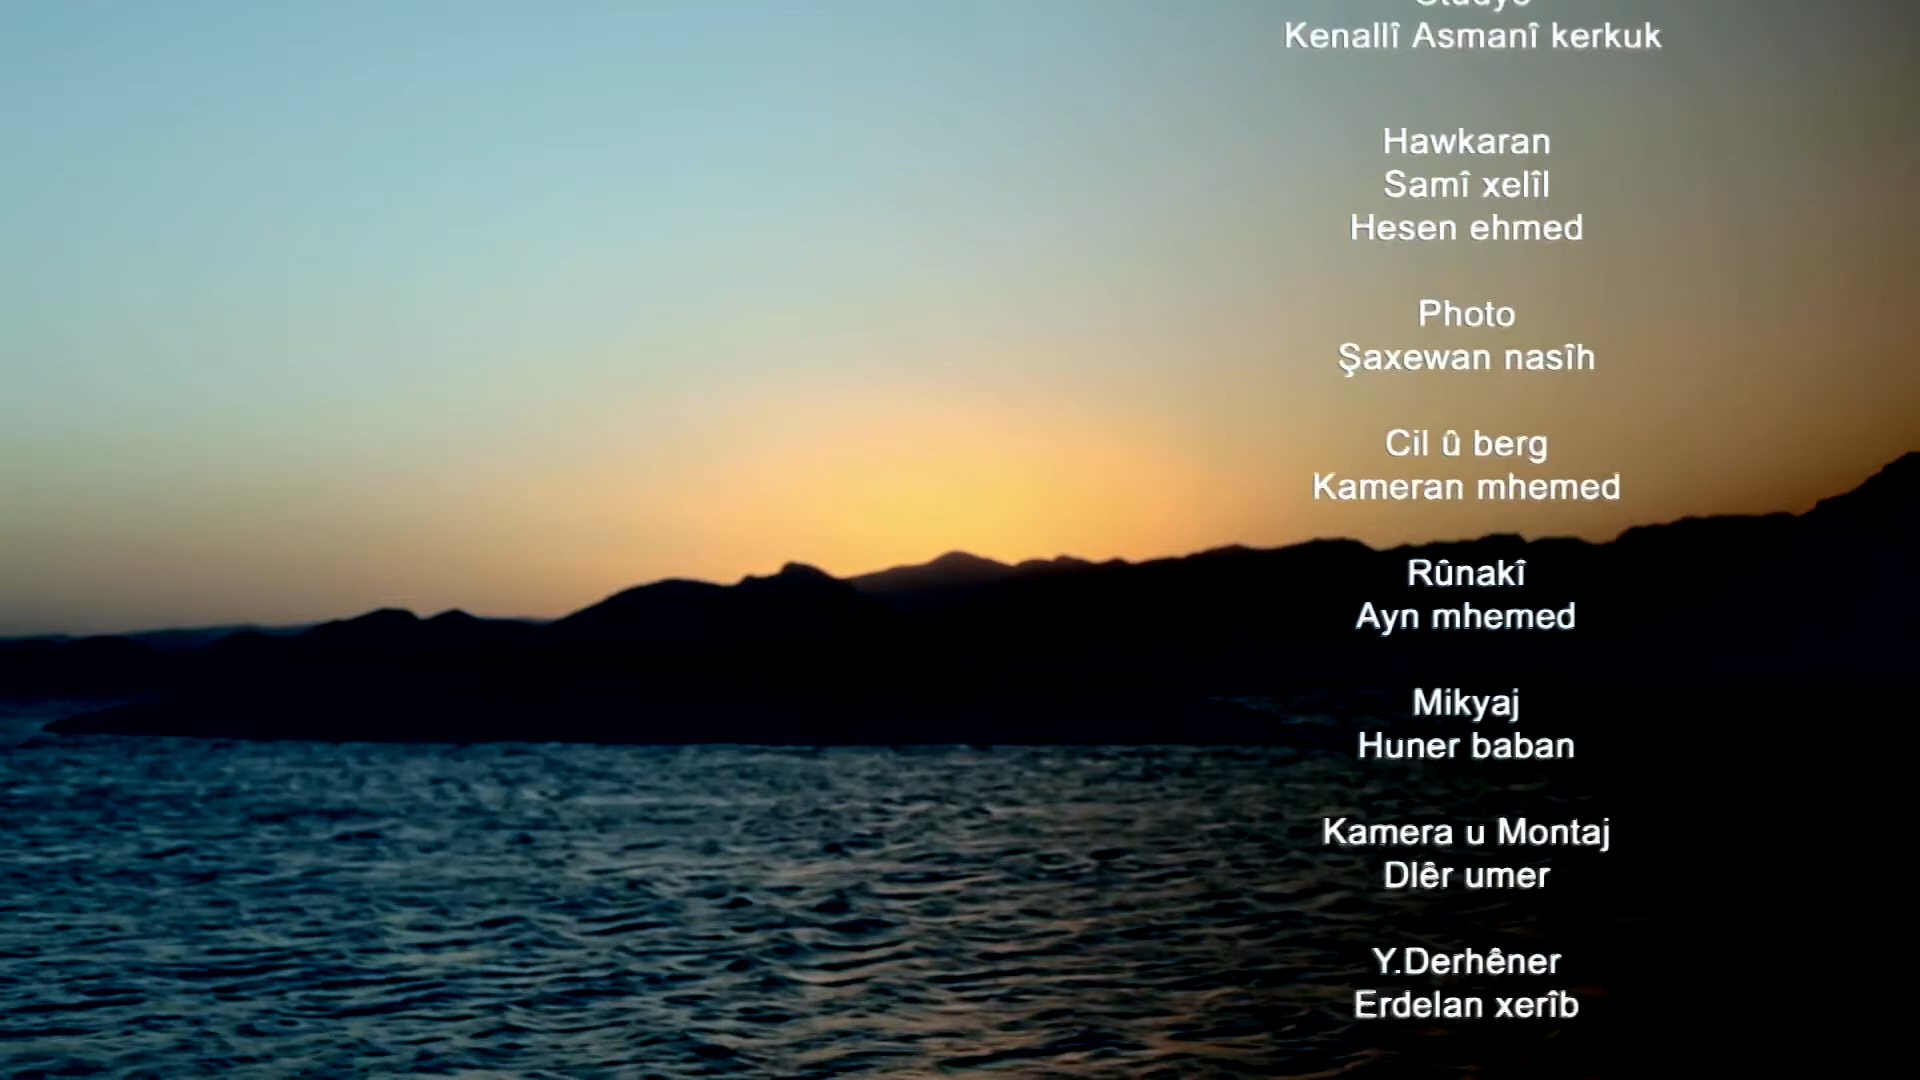 Kenallî Asmanî kerkuk
Hawkaran
Samî xelîl
Hesen ehmed
Photo
Şaxewan nasîh
Cil û berg
Kameran mhemed
Rûnakî
Ayn mhemed
Mikyaj
Huner baban
Kamera u Montaj
Dlêr umer
Y.Derhêner
Erdelan xerîb